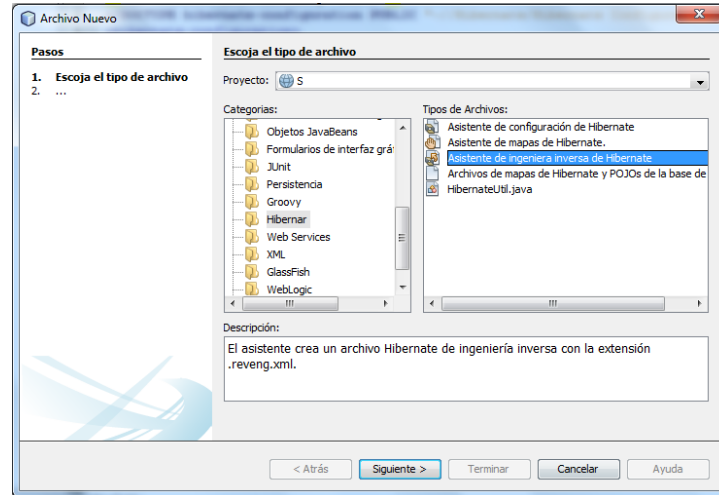 Archivo Nuevo
Pasos
1. Escoja el tipo de archivo
2. ...
Escoja el tipo de archivo
Proyecto: S
Categorias:
Objetos JavaBeans
Formularios de interfaz grá
JUnit
Persistencia
Groovy
Hibernar
Web Services
XML
GlassFish
WebLogic
Tipos de Archivos:
Asistente de configuración de Hibernate
Asistente de mapas de Hibernate.
Asistente de ingeniera inversa de Hibernate
Archivos de mapas de Hibernate y POJOs de la base de
HibernateUtil.java
Descripción:
El asistente crea un archivo Hibernate de ingeniería inversa con la extensión
.reveng.xml.
< Atrás
Siguiente >
Terminar
Cancelar
Ayuda